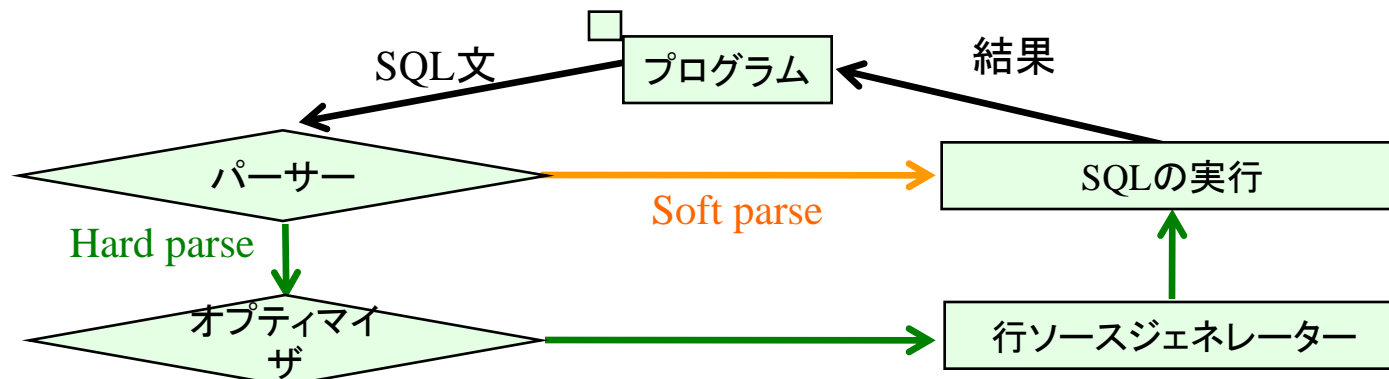 プログラム
SQL文
結果
パーサー
SQLの実行
Soft parse
Hard parse
オプティマイ
ザ
行ソースジェネレーター